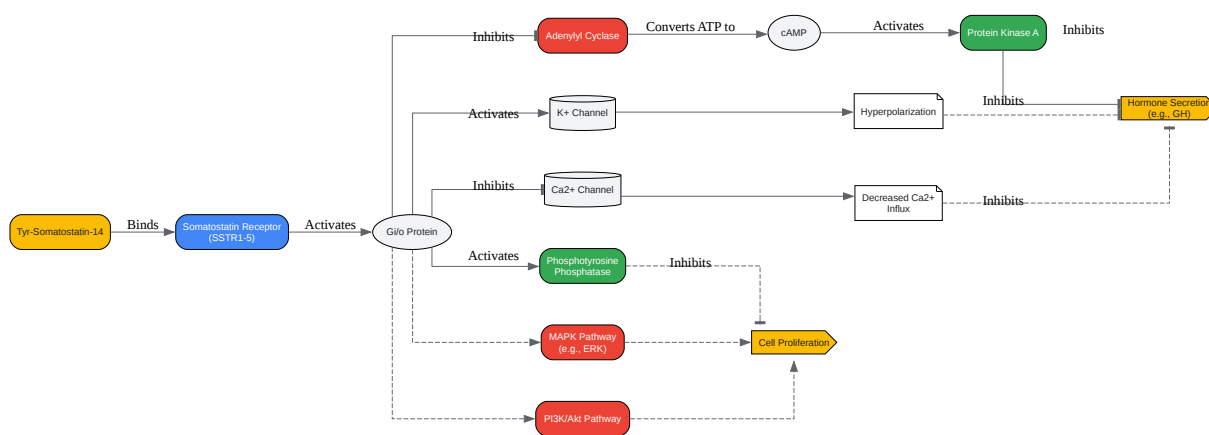 Inhibits
Adenylyl Cyclase
Converts ATP to
cAMP
Activates
Protein Kinase A
Inhibits
Activates
K+ Channel
Hyperpolarization
Inhibits
Hormone Secretion
(e.g., GH)
Inhibits
Ca2+ Channel
Decreased Ca2+
Influx
Inhibits
Tyr-Somatostatin-14
Binds
Somatostatin Receptor
(SSTR1-5)
Activates
Gi/o Protein
Activates
Phosphotyrosine
Phosphatase
Inhibits
MAPK Pathway
(e.g., ERK)
Cell Proliferation
PI3K/Akt Pathway